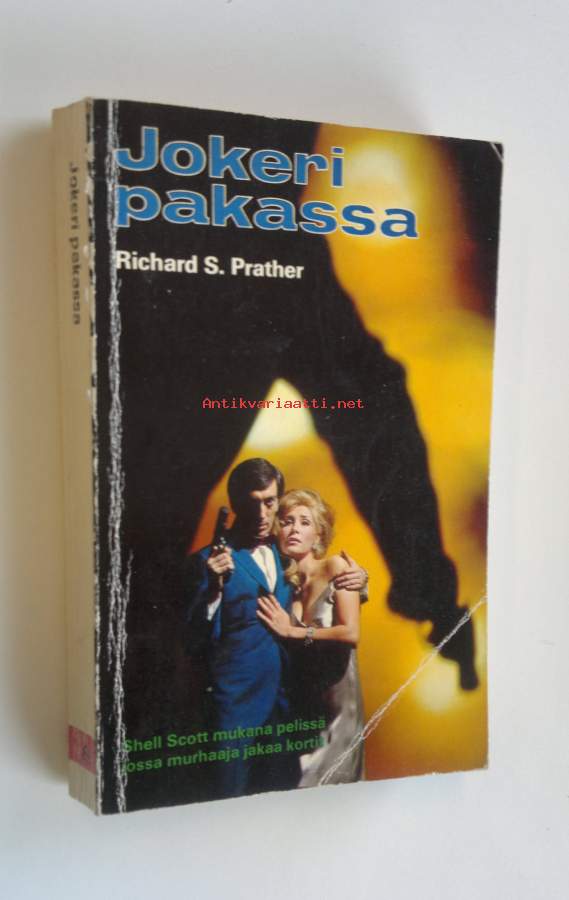 Jokeri
pakassa
Richard S. Prather
Jokeri pakassa
Antikvariaatti.net
Shell Scott mukana pelissä
jossa murhaaja jakaa kortit